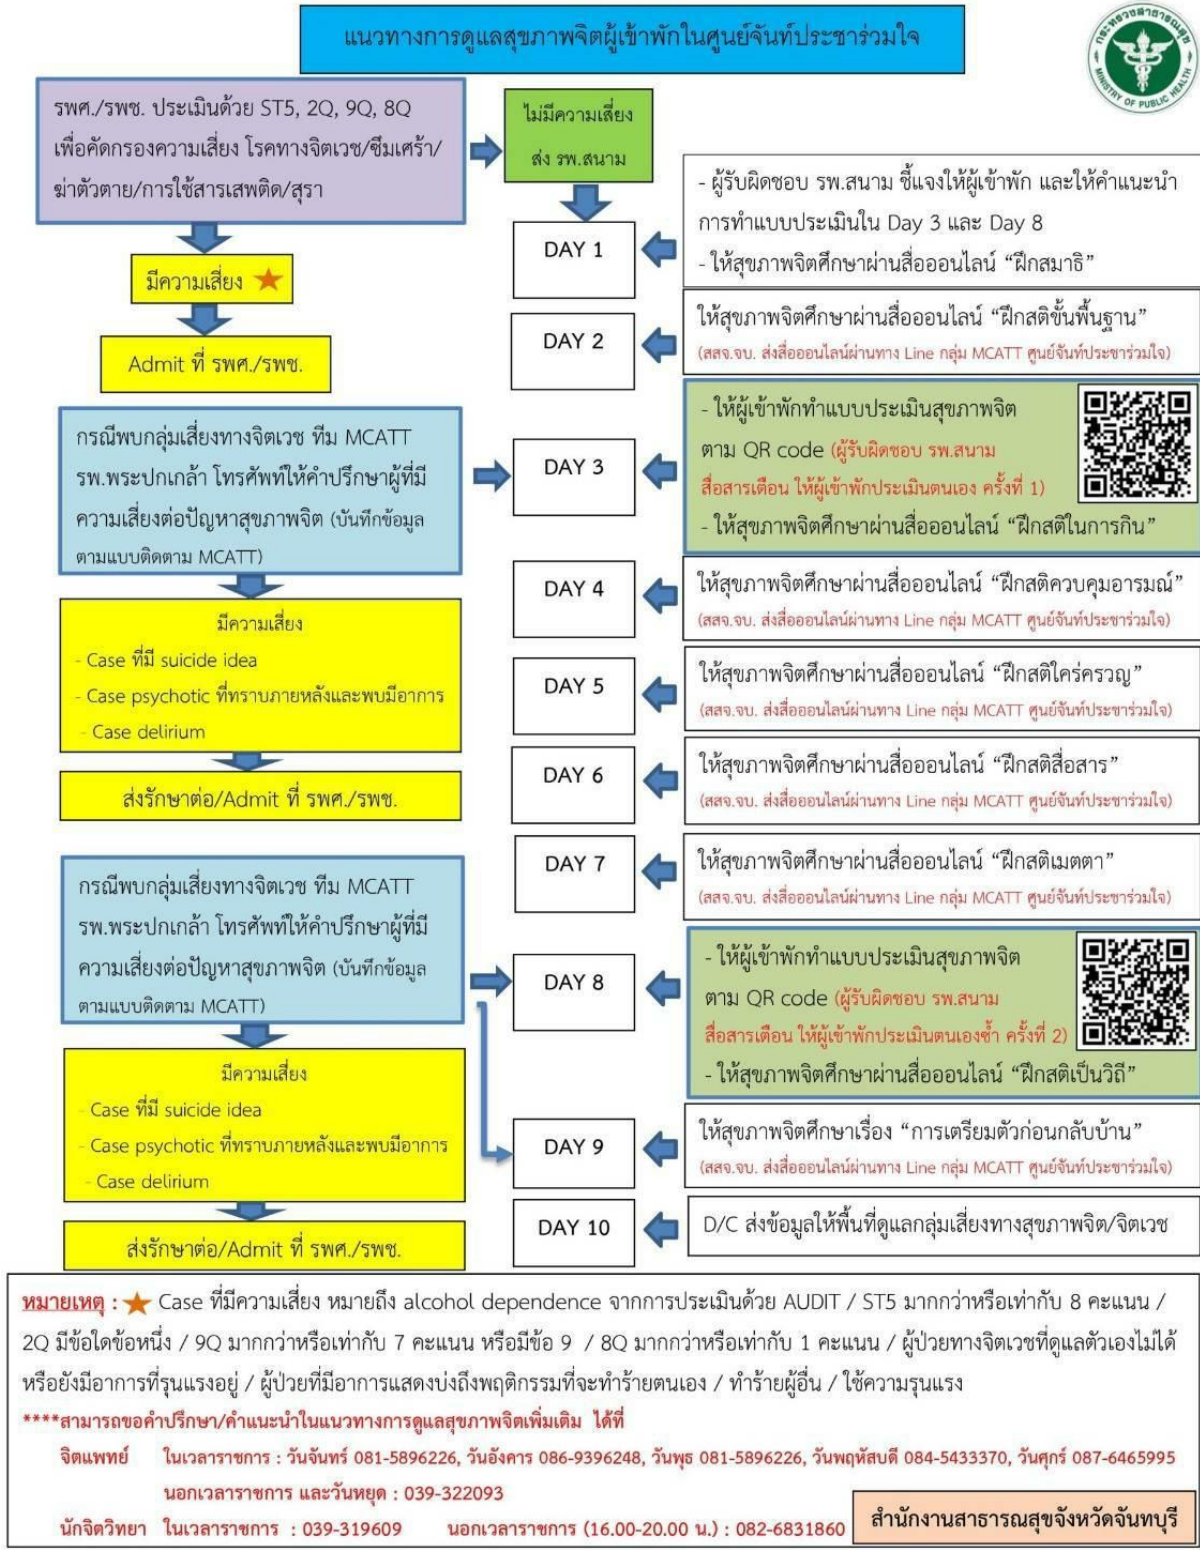 แนวทางการดูแลสุขภาพจิตผู้เข้าพักในศูนย์จันท์ประชาร่วมใจ
กระทรวงสาธารณสุข
MINISTRY OF PUBLIC HEALTH
รพศ./รพช. ประเมินด้วย ST5, 2Q, 9Q, 8Q
เพื่อคัดกรองความเสี่ยง โรคทางจิตเวช/ซึมเศร้า/
ฆ่าตัวตาย/การใช้สารเสพติด/สุรา
ไม่มีความเสี่ยง
ส่ง รพ.สนาม
มีความเสี่ยง
Admit ที่ รพศ./รพช.
DAY 1
- ผู้รับผิดชอบ รพ.สนาม ชี้แจงให้ผู้เข้าพัก และให้คำแนะนำ
การทำแบบประเมินใน Day 3 และ Day 8
- ให้สุขภาพจิตศึกษาผ่านสื่อออนไลน์ “ฝึกสมาธิ”
DAY 2
ให้สุขภาพจิตศึกษาผ่านสื่อออนไลน์ “ฝึกสติขั้นพื้นฐาน”
(สสจ.จบ. ส่งสื่อออนไลน์ผ่านทาง Line กลุ่ม MCATT ศูนย์จันท์ประชาร่วมใจ)
กรณีพบกลุ่มเสี่ยงทางจิตเวช ทีม MCATT
รพ.พระปกเกล้า โทรศัพท์ให้คำปรึกษาผู้ที่มี
ความเสี่ยงต่อปัญหาสุขภาพจิต (บันทึกข้อมูล
ตามแบบติดตาม MCATT)
DAY 3
- ให้ผู้เข้าพักทำแบบประเมินสุขภาพจิต
ตาม QR code (ผู้รับผิดชอบ รพ.สนาม
สื่อสารเตือน ให้ผู้เข้าพักประเมินตนเอง ครั้งที่ 1)
- ให้สุขภาพจิตศึกษาผ่านสื่อออนไลน์ “ฝึกสติในการกิน”
มีความเสี่ยง
- Case ที่มี suicide idea
- Case psychotic ที่ทราบภายหลังและพบมีอาการ
- Case delirium
ส่งรักษาต่อ/Admit ที่ รพศ./รพช.
DAY 4
ให้สุขภาพจิตศึกษาผ่านสื่อออนไลน์ “ฝึกสติควบคุมอารมณ์”
(สสจ.จบ. ส่งสื่อออนไลน์ผ่านทาง Line กลุ่ม MCATT ศูนย์จันท์ประชาร่วมใจ)
DAY 5
ให้สุขภาพจิตศึกษาผ่านสื่อออนไลน์ “ฝึกสติใคร่ครวญ”
(สสจ.จบ. ส่งสื่อออนไลน์ผ่านทาง Line กลุ่ม MCATT ศูนย์จันท์ประชาร่วมใจ)
DAY 6
ให้สุขภาพจิตศึกษาผ่านสื่อออนไลน์ “ฝึกสติสื่อสาร”
(สสจ.จบ. ส่งสื่อออนไลน์ผ่านทาง Line กลุ่ม MCATT ศูนย์จันท์ประชาร่วมใจ)
DAY 7
ให้สุขภาพจิตศึกษาผ่านสื่อออนไลน์ “ฝึกสติเมตตา”
(สสจ.จบ. ส่งสื่อออนไลน์ผ่านทาง Line กลุ่ม MCATT ศูนย์จันท์ประชาร่วมใจ)
กรณีพบกลุ่มเสี่ยงทางจิตเวช ทีม MCATT
รพ.พระปกเกล้า โทรศัพท์ให้คำปรึกษาผู้ที่มี
ความเสี่ยงต่อปัญหาสุขภาพจิต (บันทึกข้อมูล
ตามแบบติดตาม MCATT)
DAY 8
- ให้ผู้เข้าพักทำแบบประเมินสุขภาพจิต
ตาม QR code (ผู้รับผิดชอบ รพ.สนาม
สื่อสารเตือน ให้ผู้เข้าพักประเมินตนเองซ้ำ ครั้งที่ 2)
- ให้สุขภาพจิตศึกษาผ่านสื่อออนไลน์ “ฝึกสติเป็นวิถี”
มีความเสี่ยง
- Case ที่มี suicide idea
- Case psychotic ที่ทราบภายหลังและพบมีอาการ
- Case delirium
ส่งรักษาต่อ/Admit ที่ รพศ./รพช.
DAY 9
ให้สุขภาพจิตศึกษาเรื่อง “การเตรียมตัวก่อนกลับบ้าน”
(สสจ.จบ. ส่งสื่อออนไลน์ผ่านทาง Line กลุ่ม MCATT ศูนย์จันท์ประชาร่วมใจ)
DAY 10
D/C ส่งข้อมูลให้พื้นที่ดูแลกลุ่มเสี่ยงทางสุขภาพจิต/จิตเวช
หมายเหตุ : Case ที่มีความเสี่ยง หมายถึง alcohol dependence จากการประเมินด้วย AUDIT / ST5 มากกว่าหรือเท่ากับ 8 คะแนน /
2Q มีข้อใดข้อหนึ่ง / 9Q มากกว่าหรือเท่ากับ 7 คะแนน หรือมีข้อ 9 / 8Q มากกว่าหรือเท่ากับ 1 คะแนน / ผู้ป่วยทางจิตเวชที่ดูแลตัวเองไม่ได้
หรือยังมีอาการที่รุนแรงอยู่ / ผู้ป่วยที่มีอาการแสดงบ่งถึงพฤติกรรมที่จะทำร้ายตนเอง / ทำร้ายผู้อื่น / ใช้ความรุนแรง
****สามารถขอคำปรึกษา/คำแนะนำในแนวทางการดูแลสุขภาพจิตเพิ่มเติม ได้ที่
จิตแพทย์ ในเวลาราชการ : วันจันทร์ 081-5896226, วันอังคาร 086-9396248, วันพุธ 081-5896226, วันพฤหัสบดี 084-5433370, วันศุกร์ 087-6465995
นอกเวลาราชการ และวันหยุด : 039-322093
นักจิตวิทยา ในเวลาราชการ : 039-319609 นอกเวลาราชการ (16.00-20.00 น.) : 082-6831860
สำนักงานสาธารณสุขจังหวัดจันทบุรี